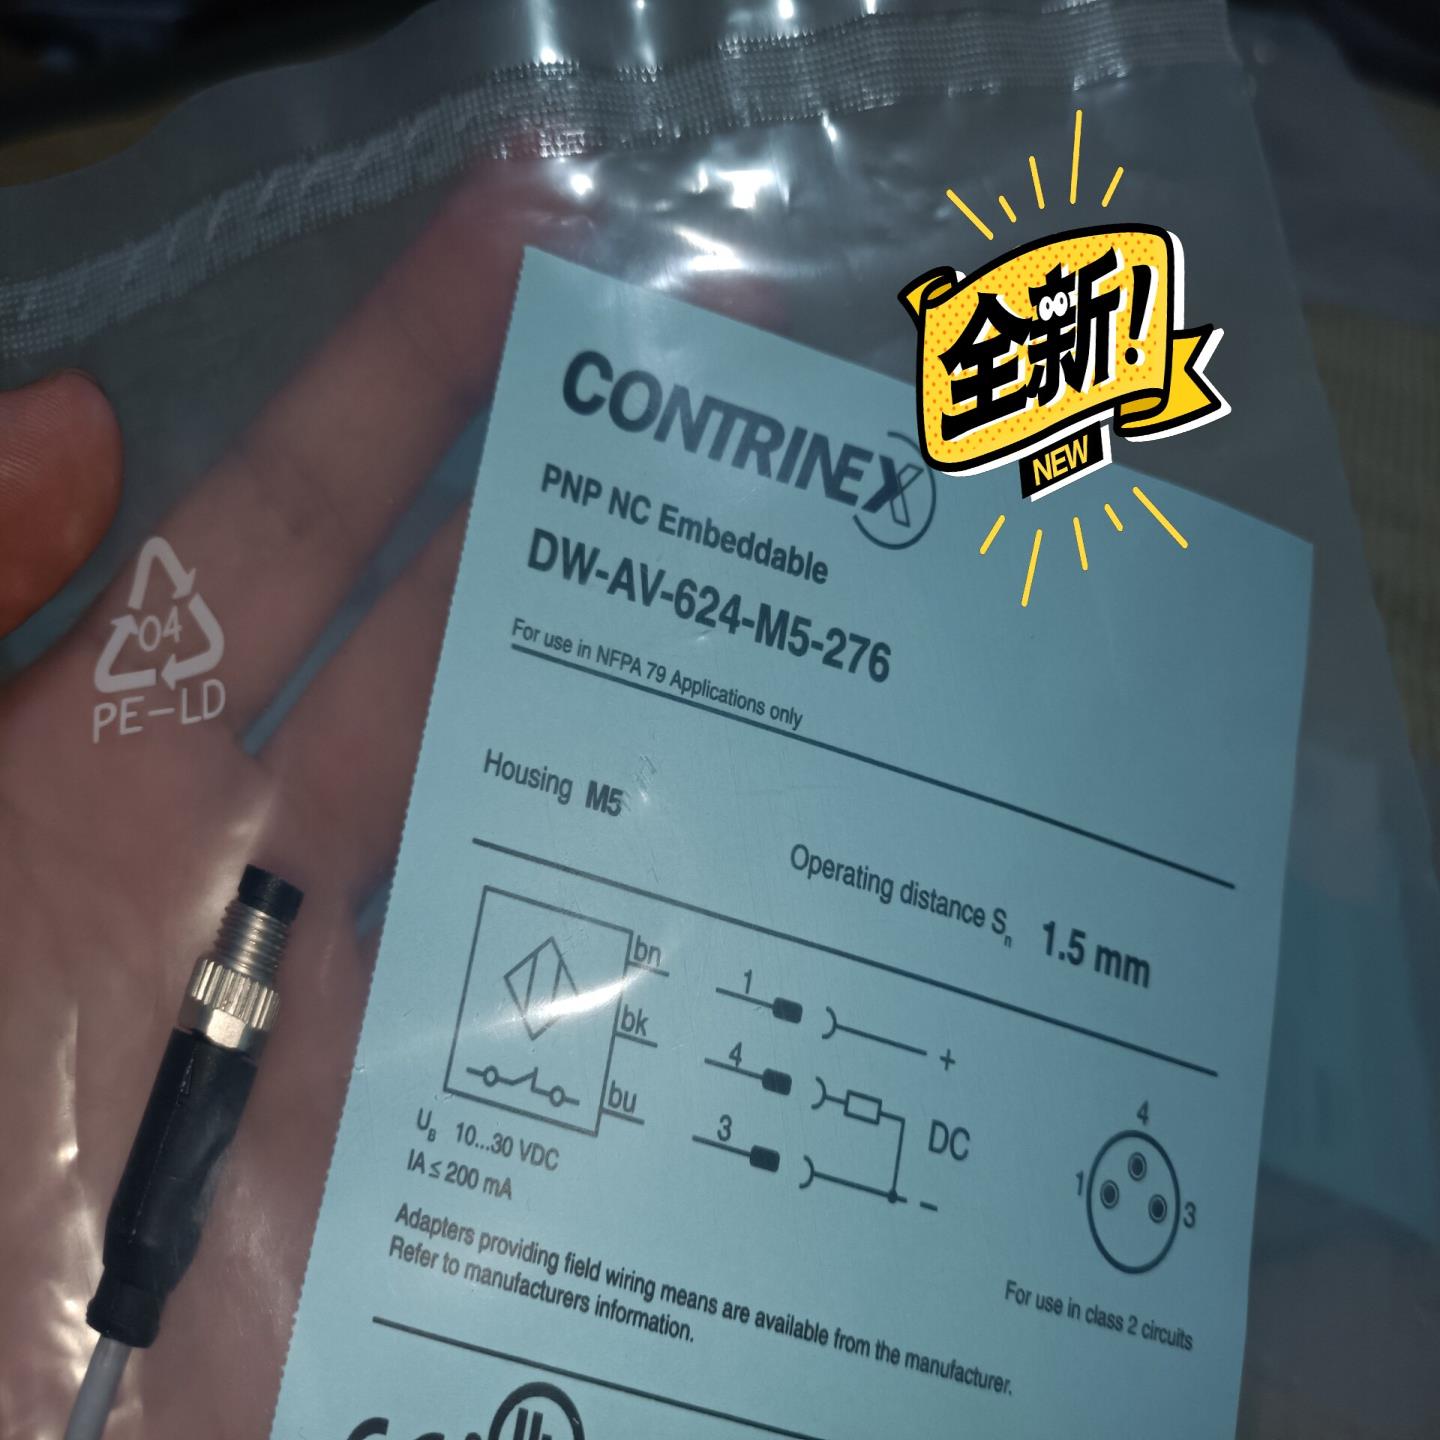 全新!
NEW
CONTRINEX
PNP NC Embeddable
DW-AV-624-M5-276
For use in NFPA 79 Applications only
04
PE-LD
Housing M5
Operating distance Sn 1.5 mm
bn
bk
bu
1
4
3
+
DC
−
4
1
3
UB 10...30 VDC
IA ≤ 200 mA
For use in class 2 circuits
Adapters providing field wiring means are available from the manufacturer.
Refer to manufacturers information.